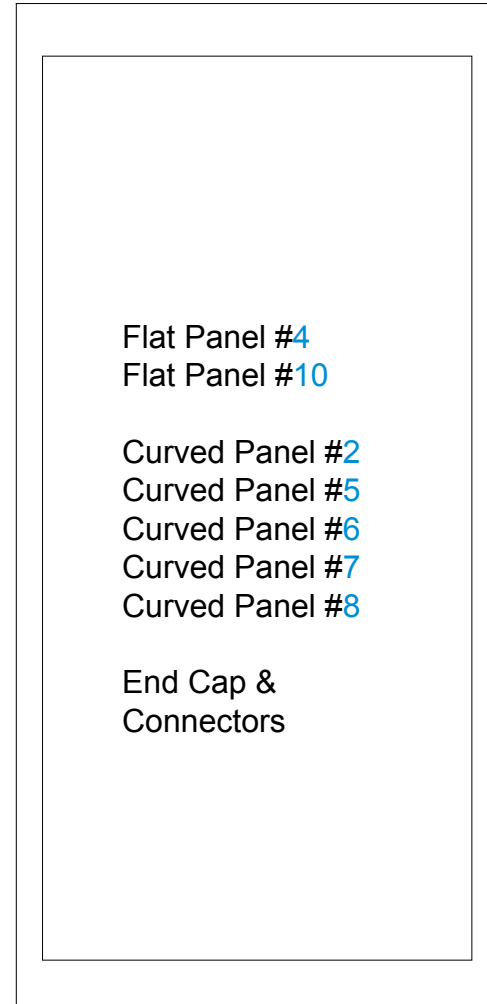 Flat Panel #4
Flat Panel #10
Curved Panel #2
Curved Panel #5
Curved Panel #6
Curved Panel #7
Curved Panel #8
End Cap &
Connectors